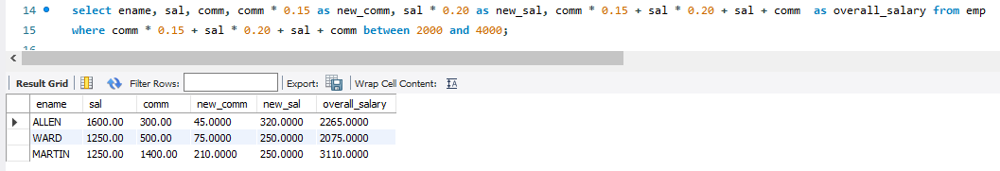 14 select ename, sal, comm, comm * 0.15 as new_comm, sal * 0.20 as new_sal, comm * 0.15 + sal * 0.20 + sal + comm  as overall_salary from emp
15 where comm * 0.15 + sal * 0.20 + sal + comm between 2000 and 4000;
Result Grid Filter Rows: Export: Wrap Cell Content:
ename sal comm new_comm new_sal overall_salary
ALLEN 1600.00 300.00 45.0000 320.0000 2265.0000
WARD 1250.00 500.00 75.0000 250.0000 2075.0000
MARTIN 1250.00 1400.00 210.0000 250.0000 3110.0000